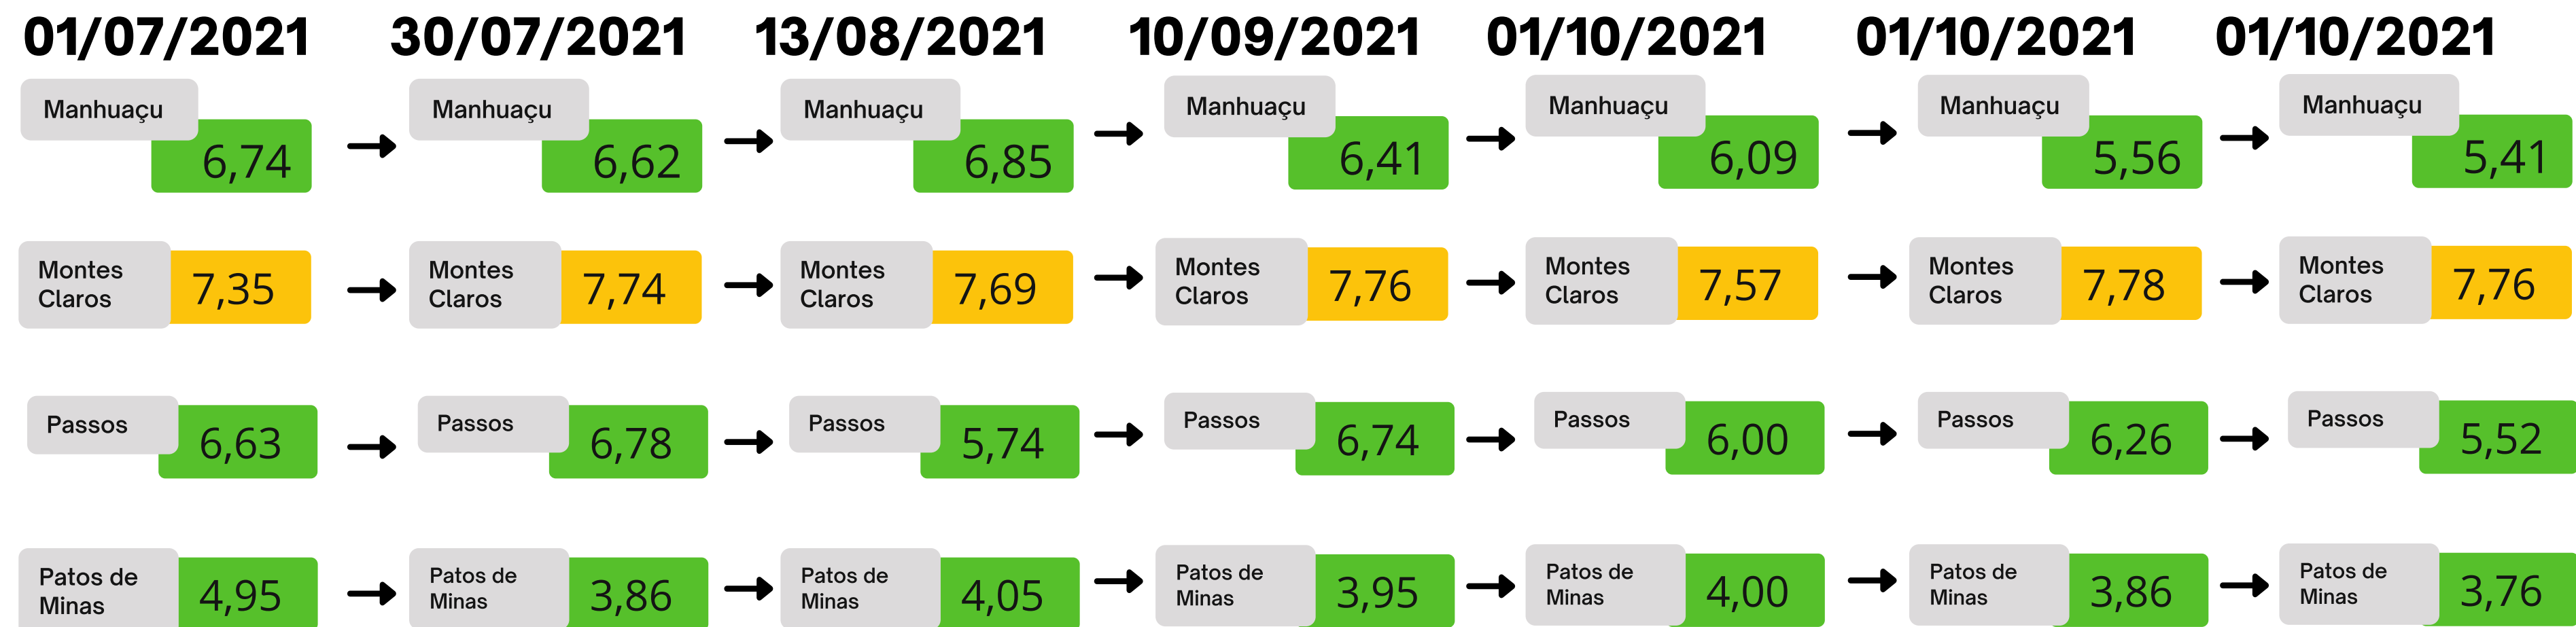 01/07/2021 30/07/2021 13/08/2021 10/09/2021 01/10/2021 01/10/2021 01/10/2021
Manhuaçu Manhuaçu Manhuaçu Manhuaçu Manhuaçu Manhuaçu Manhuaçu
6,74 6,62 6,85 6,41 6,09 5,56 5,41
Montes Montes Montes Montes Montes Montes Montes
Claros Claros Claros Claros Claros Claros Claros
7,35 7,74 7,69 7,76 7,57 7,78 7,76
Passos Passos Passos Passos Passos Passos Passos
6,63 6,78 5,74 6,74 6,00 6,26 5,52
Patos de Patos de Patos de Patos de Patos de Patos de Patos de
Minas Minas Minas Minas Minas Minas Minas
4,95 3,86 4,05 3,95 4,00 3,86 3,76